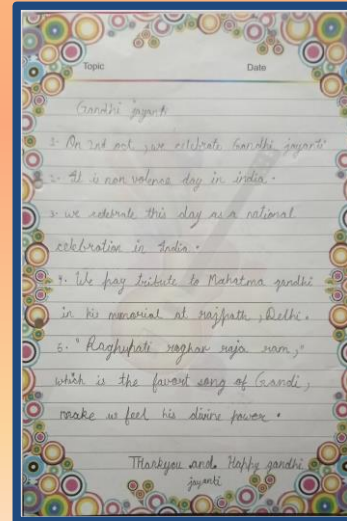 Topic Date
Gandhi jayanti
1. On 2nd oct, we celebrate Gandhi jayanti
2. It is non volence day in india.
3. we celebrate this day as a national
celebration in India.
4. We pay tribute to Mahatma gandhi
in his memorial at rajpath, Delhi.
5. "Raghupati raghav raja ram,"
which is the favort song of Gandi,
make us feel his divine power.
Thankyou and Happy gandhi
jayanti